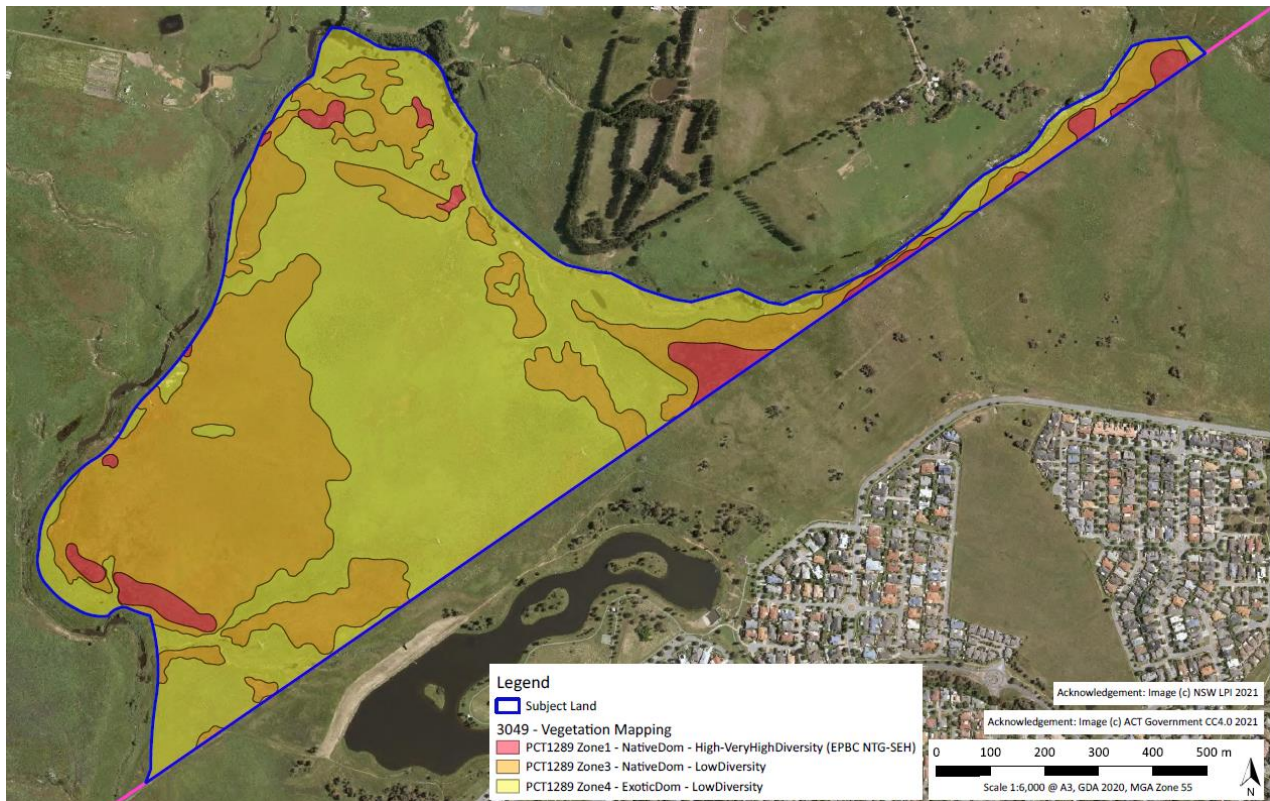 Legend
Subject Land
3049 - Vegetation Mapping
PCT1289 Zone1 - NativeDom - High-VeryHighDiversity (EPBC NTG-SEH)
PCT1289 Zone3 - NativeDom - LowDiversity
PCT1289 Zone4 - ExoticDom - LowDiversity
Acknowledgement: Image (c) NSW LPI 2021
Acknowledgement: Image (c) ACT Government CC4.0 2021
0 100 200 300 400 500 m
Scale 1:6,000 @ A3, GDA 2020, MGA Zone 55
N